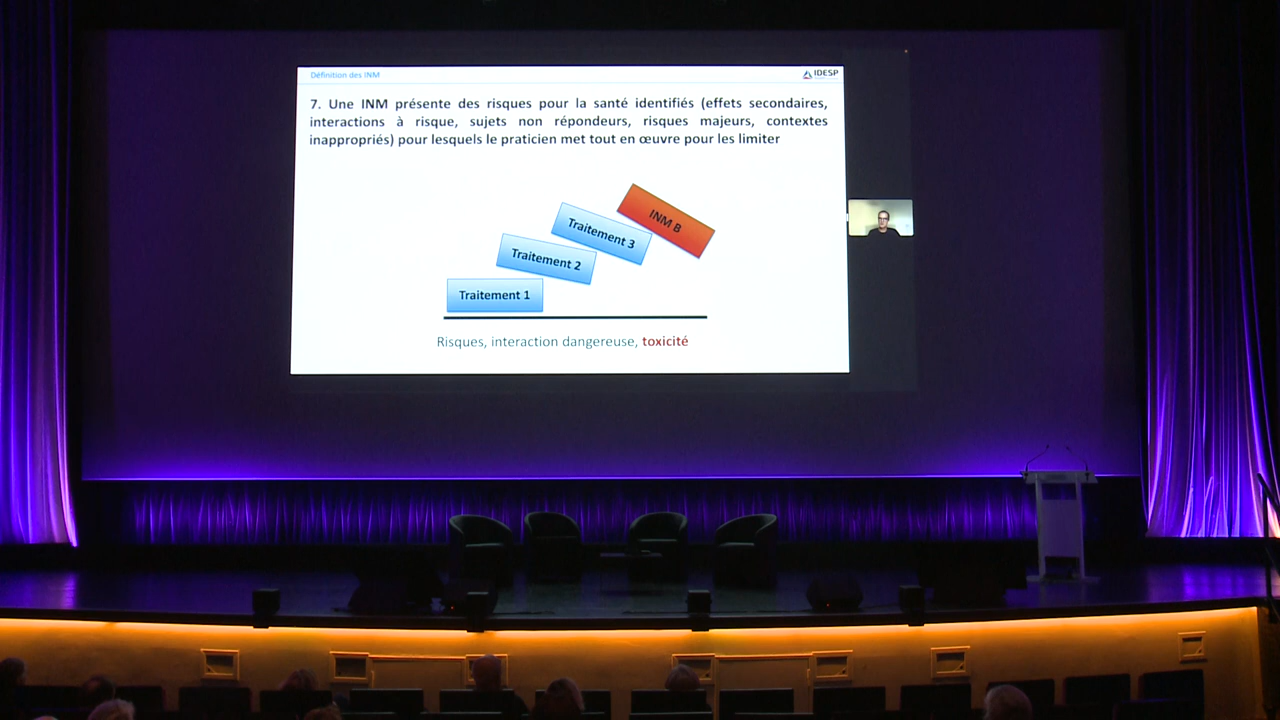 Définition des INM
IDESP
7. Une INM présente des risques pour la santé identifiés (effets secondaires,
interactions à risque, sujets non répondeurs, risques majeurs, contextes
inappropriés) pour lesquels le praticien met tout en œuvre pour les limiter
INM B
Traitement 3
Traitement 2
Traitement 1
Risques, interaction dangereuse, toxicité